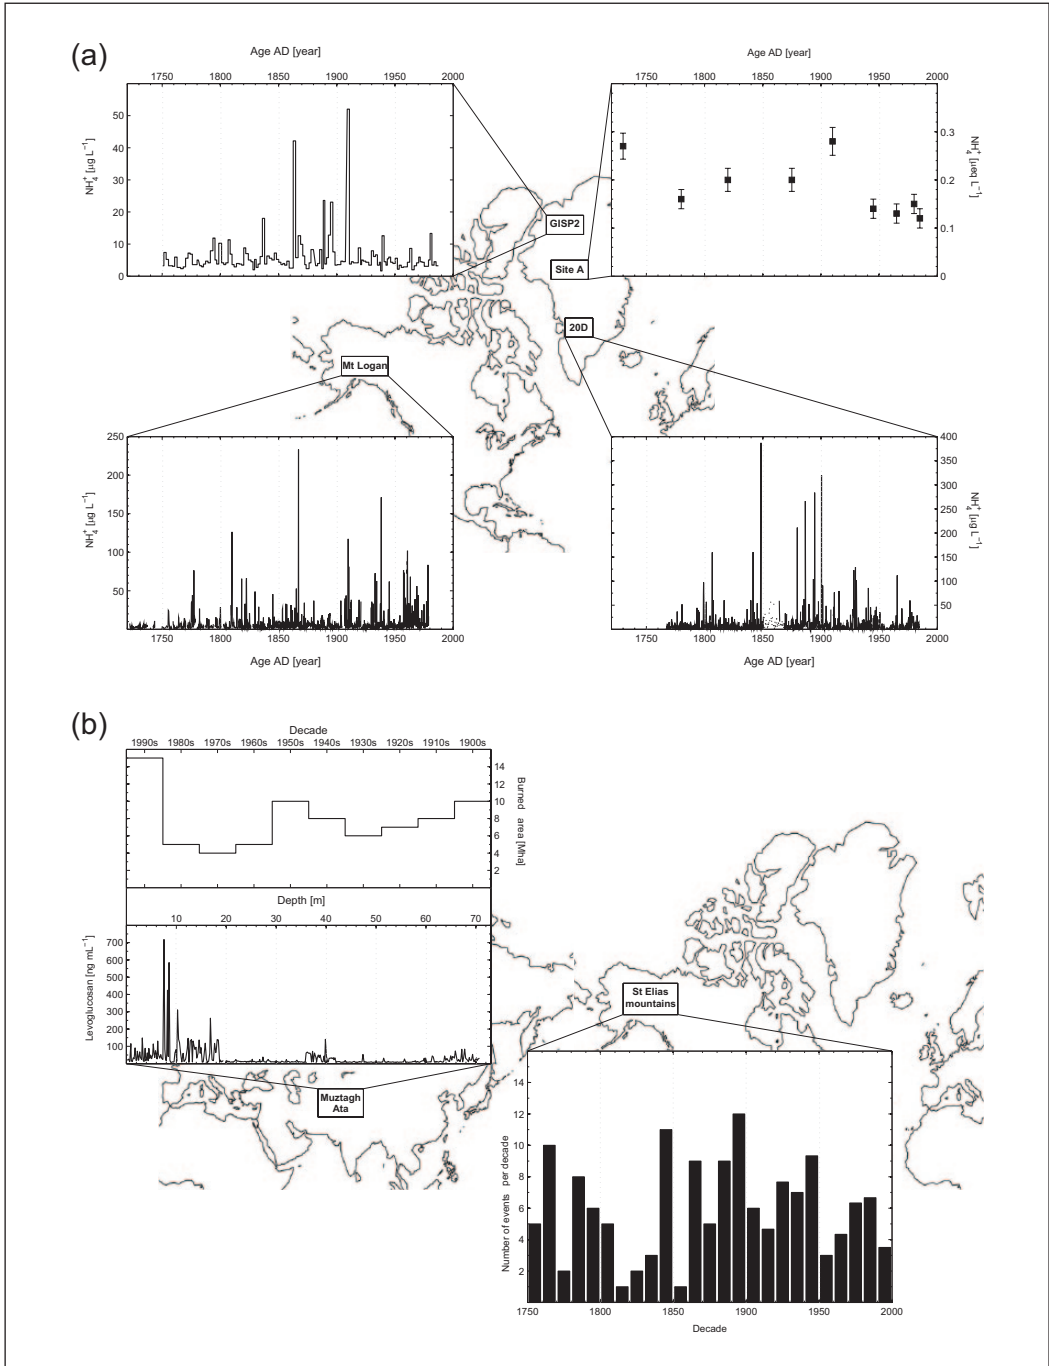 (a)
Age AD [year]
1750 1800 1850 1900 1950 2000
NH₄⁺ [µg L⁻¹]
50
40
30
20
10
0
Age AD [year]
1750 1800 1850 1900 1950 2000
0.3
0.2
0.1
0
NH₄⁺ [µeq L⁻¹]
GISP2
Site A
20D
Mt Logan
250
200
150
100
50
NH₄⁺ [µg L⁻¹]
1750 1800 1850 1900 1950 2000
Age AD [year]
400
350
300
250
200
150
100
50
NH₄⁺ [µg L⁻¹]
1750 1800 1850 1900 1950 2000
Age AD [year]
(b)
Decade
1990s 1980s 1970s 1960s 1950s 1940s 1930s 1920s 1910s 1900s
14
12
10
8
6
4
2
Burned area [Mha]
Depth [m]
10 20 30 40 50 60 70
Levoglucosan [ng mL⁻¹]
700
600
500
400
300
200
100
Muztagh
Ata
St Elias
mountains
Number of events per decade
14
12
10
8
6
4
2
1750 1800 1850 1900 1950 2000
Decade